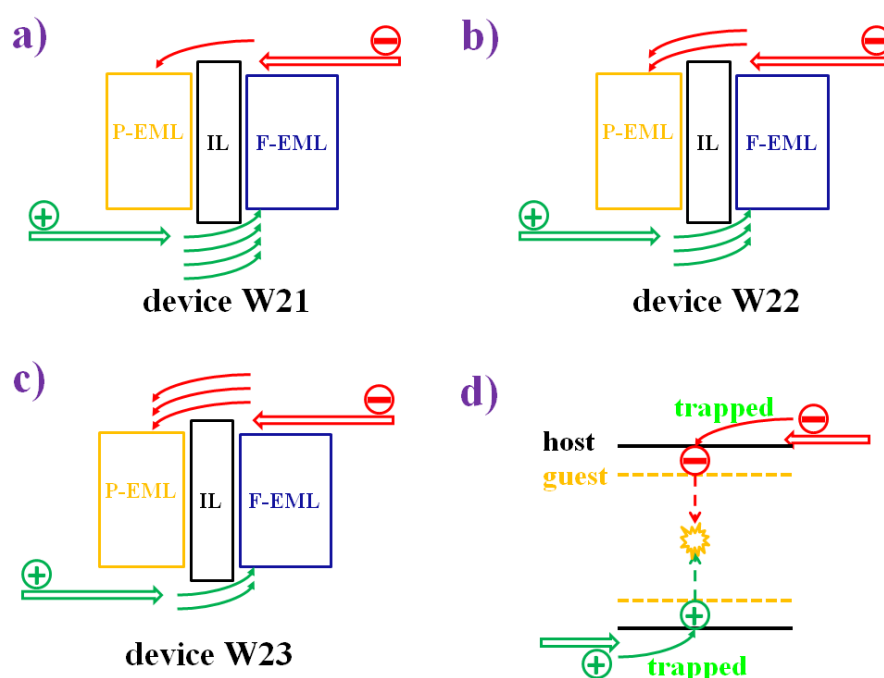 a)
P-EML
IL
F-EML
device W21
b)
P-EML
IL
F-EML
device W22
c)
P-EML
IL
F-EML
device W23
d)
trapped
host
guest
trapped